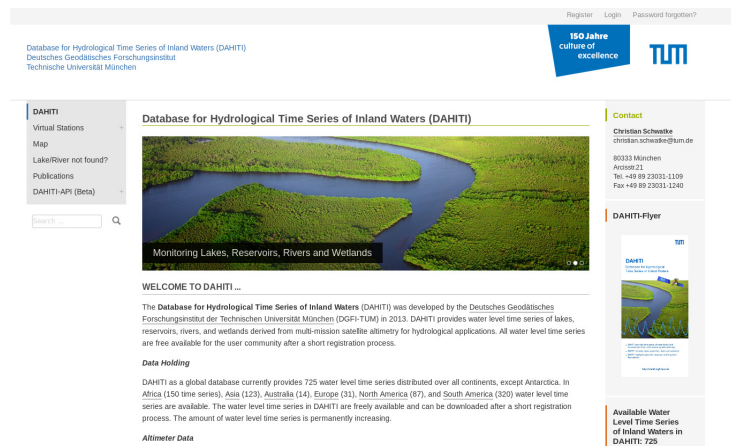 Register Login Password forgotten?
Database for Hydrological Time Series of Inland Waters (DAHITI)
Deutsches Geodätisches Forschungsinstitut
Technische Universität München
150 Jahre
culture of
excellence
TUM
DAHITI
Virtual Stations +
Map
Lake/River not found?
Publications
DAHITI-API (Beta) +
Search ...
Database for Hydrological Time Series of Inland Waters (DAHITI)
Monitoring Lakes, Reservoirs, Rivers and Wetlands
WELCOME TO DAHITI ...
The Database for Hydrological Time Series of Inland Waters (DAHITI) was developed by the Deutsches Geodätisches
Forschungsinstitut der Technischen Universität München (DGFI-TUM) in 2013. DAHITI provides water level time series of lakes,
reservoirs, rivers, and wetlands derived from multi-mission satellite altimetry for hydrological applications. All water level time series
are free available for the user community after a short registration process.
Data Holding
DAHITI as a global database currently provides 725 water level time series distributed over all continents, except Antarctica. In
Africa (150 time series), Asia (123), Australia (14), Europe (31), North America (87), and South America (320) water level time
series are available. The water level time series in DAHITI are freely available and can be downloaded after a short registration
process. The amount of water level time series is permanently increasing.
Altimeter Data
Contact
Christian Schwatke
christian.schwatke@tum.de
80333 München
Arcisstr.21
Tel. +49 89 23031-1109
Fax +49 89 23031-1240
DAHITI-Flyer
TUM
DAHITI
Available Water
Level Time Series
of Inland Waters in
DAHITI: 725